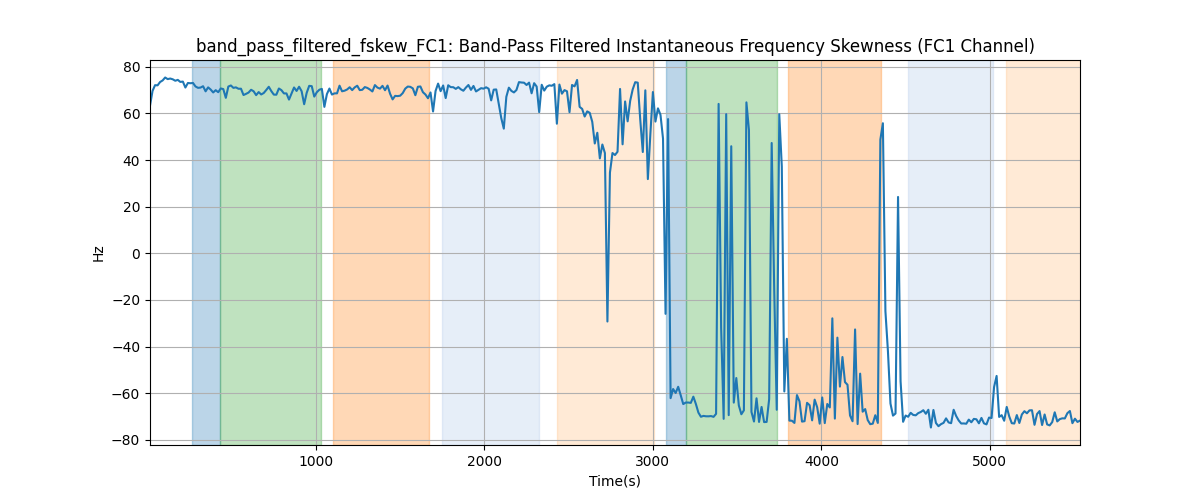 band_pass_filtered_fskew_FC1: Band-Pass Filtered Instantaneous Frequency Skewness (FC1 Channel)
80
60
40
20
0
−20
−40
−60
−80
Hz
1000 2000 3000 4000 5000
Time(s)